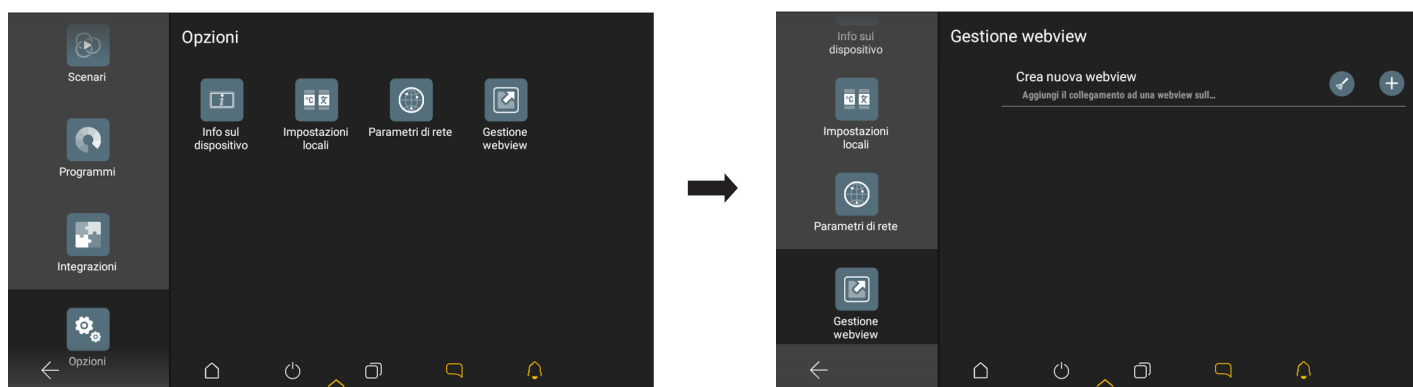 Scenari
Programmi
Integrazioni
Opzioni
Opzioni
Info sul
dispositivo
Impostazioni
locali
Parametri di rete
Gestione
webview
Info sul
dispositivo
Impostazioni
locali
Parametri di rete
Gestione
webview
Gestione webview
Crea nuova webview
Aggiungi il collegamento ad una webview sull...